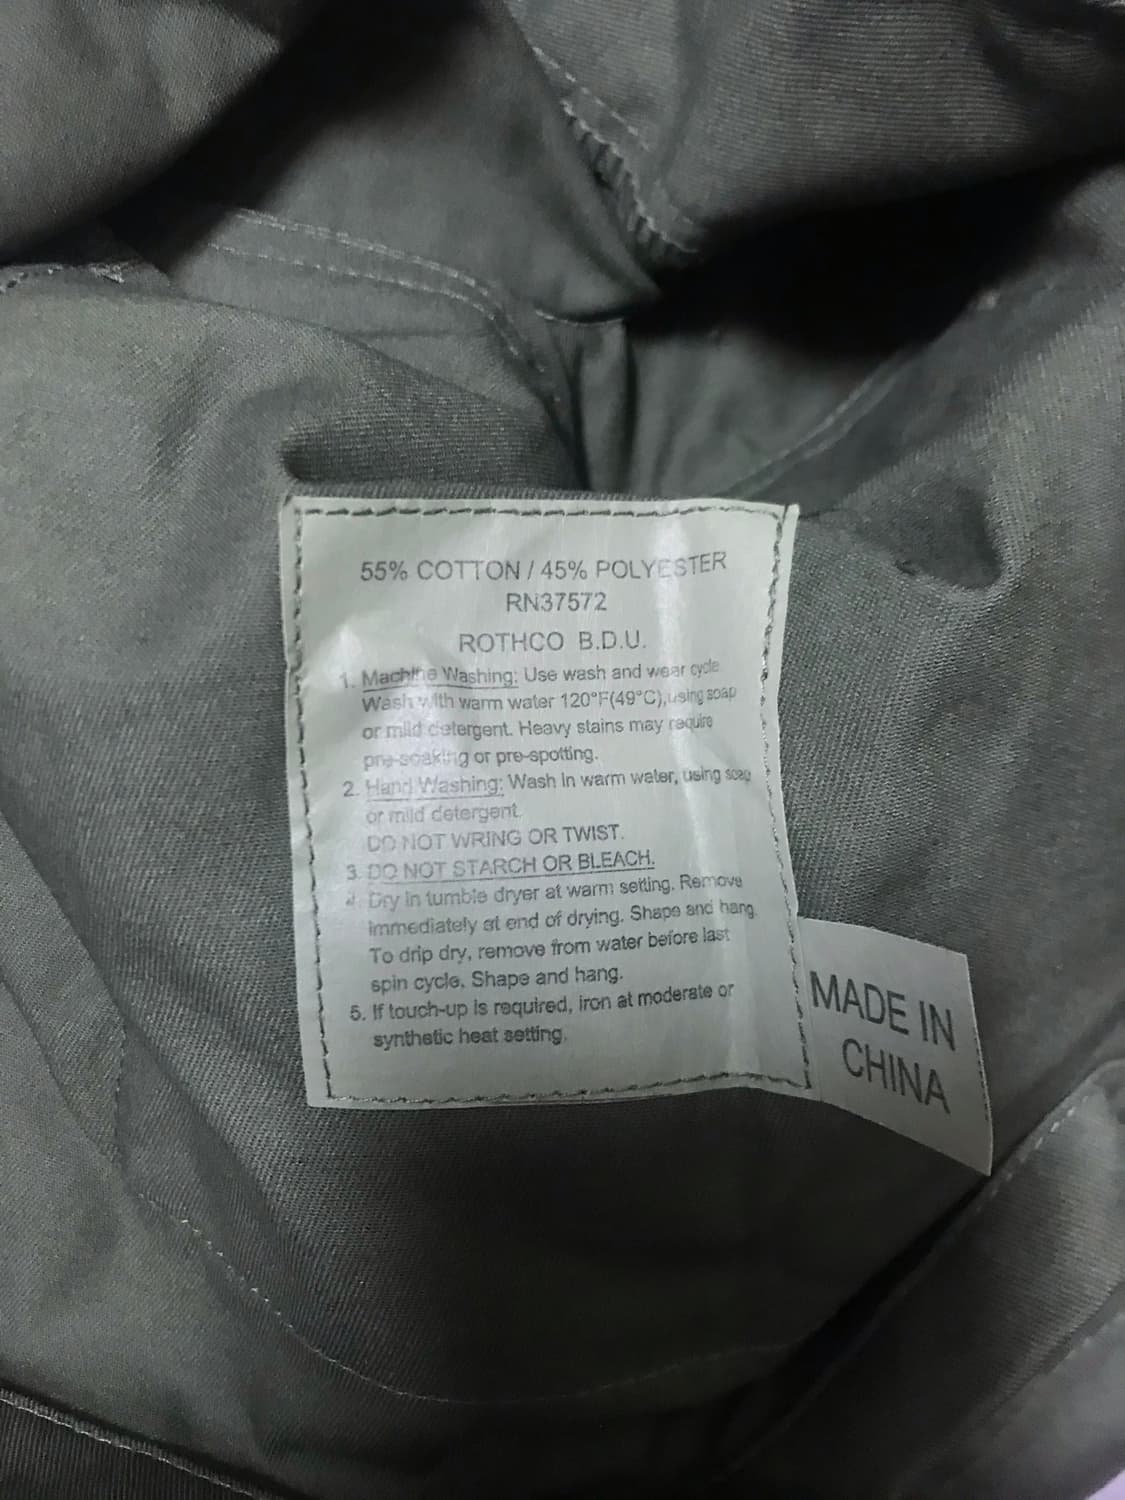 55% COTTON / 45% POLYESTER
RN37572
ROTHCO B.D.U.
1. Machine Washing: Use wash and wear cycle
Wash with warm water 120°F(49°C),using soap
or mild detergent. Heavy stains may require
pre-soaking or pre-spotting.
2. Hand Washing: Wash in warm water, using soap
or mild detergent.
DO NOT WRING OR TWIST.
3. DO NOT STARCH OR BLEACH.
4. Dry in tumble dryer at warm setting. Remove
immediately at end of drying. Shape and hang.
To drip dry, remove from water before last
spin cycle, Shape and hang.
5. If touch-up is required, iron at moderate or
synthetic heat setting.
MADE IN
CHINA